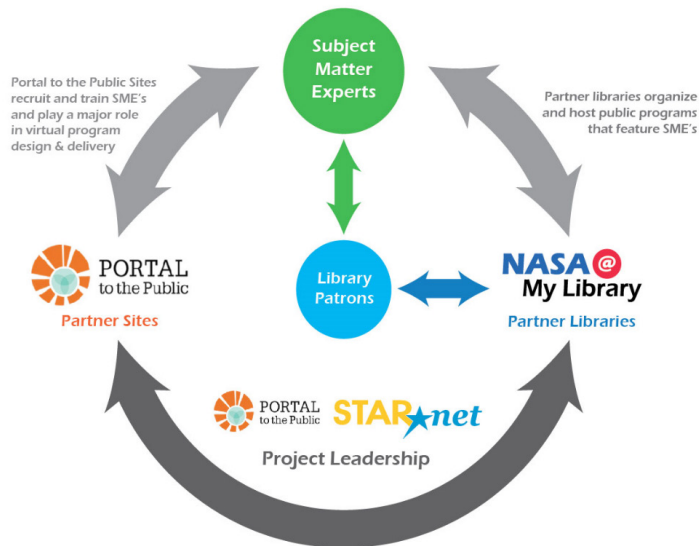 Subject
Matter
Experts
Portal to the Public Sites
recruit and train SME's
and play a major role
in virtual program
design & delivery
Partner libraries organize
and host public programs
that feature SME's
PORTAL
to the Public
Partner Sites
Library
Patrons
NASA@
My Library
Partner Libraries
PORTAL
to the Public
STAR net
Project Leadership